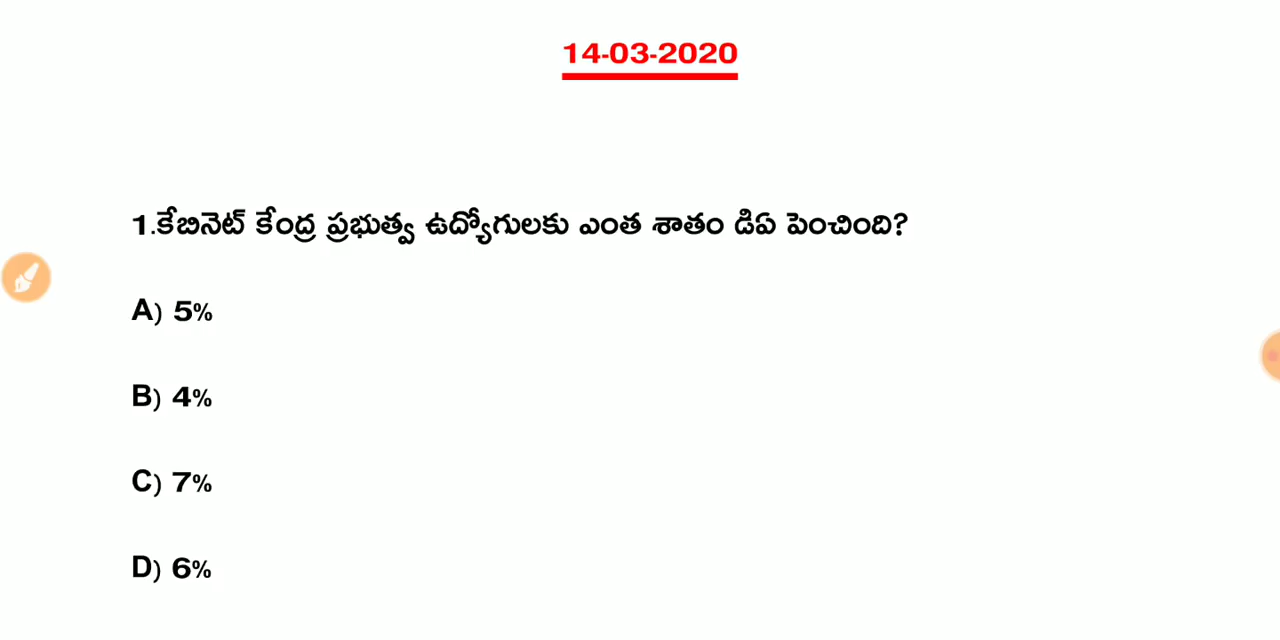 14-03-2020
1.కేబినెట్ కేంద్ర ప్రభుత్వ ఉద్యోగులకు ఎంత శాతం డిఏ పెంచింది?
A) 5%
B) 4%
C) 7%
D) 6%